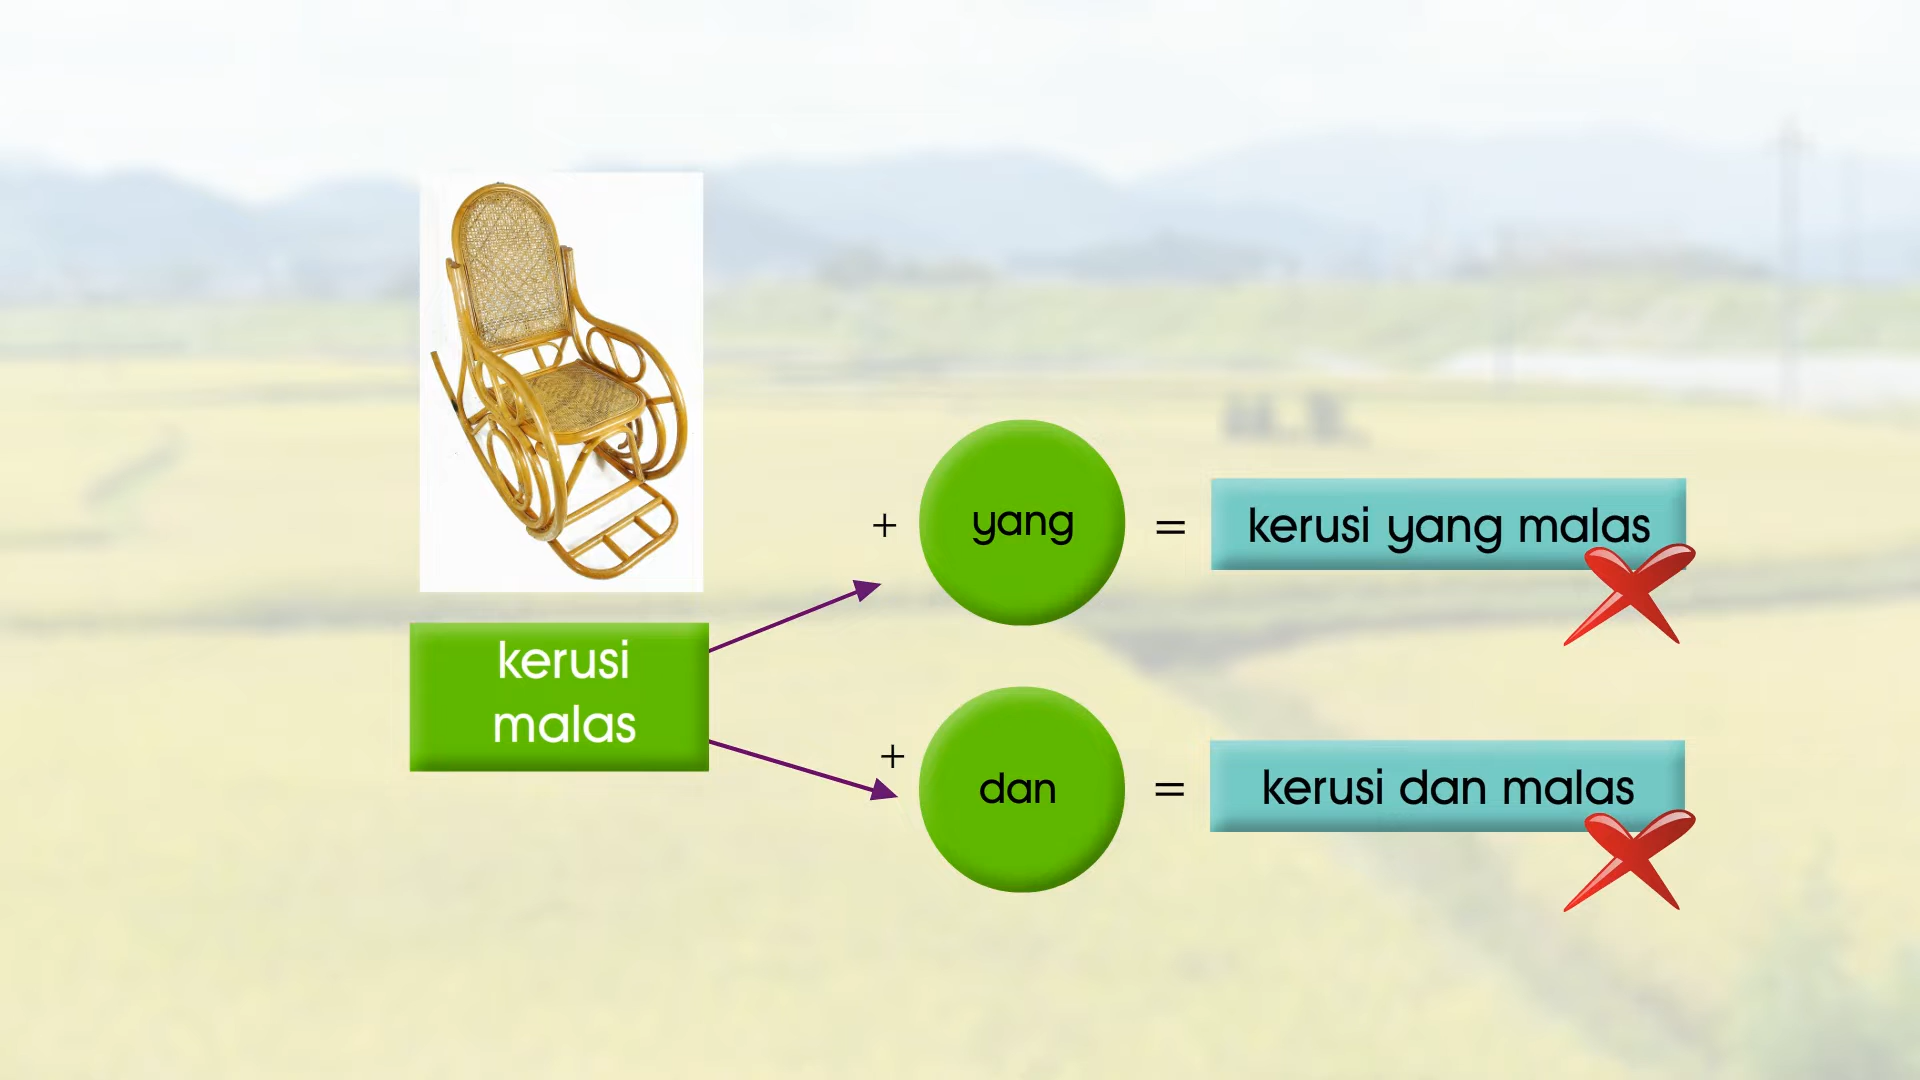 kerusi
malas
+
yang
=
kerusi yang malas
+
dan
=
kerusi dan malas